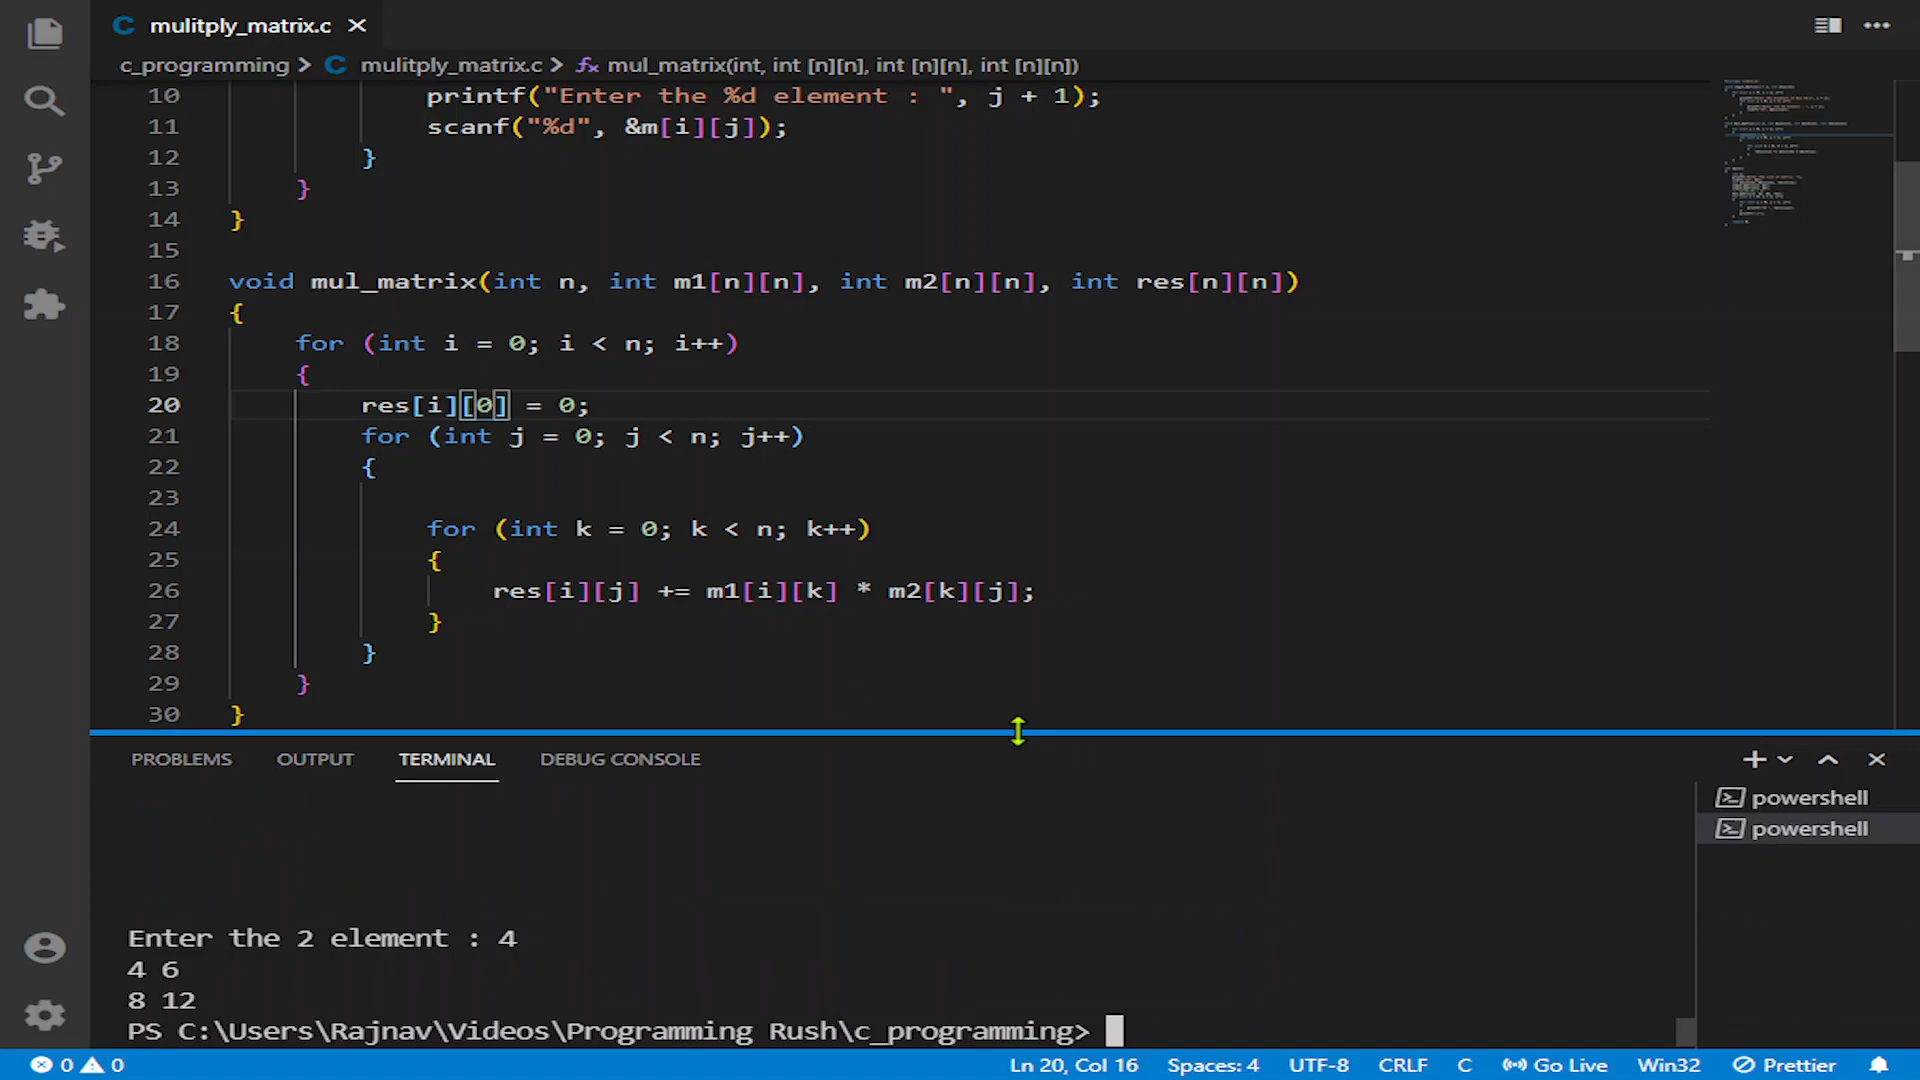 mulitply_matrix.c
c_programming > C mulitply_matrix.c > mul_matrix(int, int [n][n], int [n][n], int [n][n])
10 printf("Enter the %d element : ", j + 1);
11 scanf("%d", &m[i][j]);
12 }
13 }
14 }
15
16 void mul_matrix(int n, int m1[n][n], int m2[n][n], int res[n][n])
17 {
18 for (int i = 0; i < n; i++)
19 {
20 res[i][0] = 0;
21 for (int j = 0; j < n; j++)
22 {
23
24 for (int k = 0; k < n; k++)
25 {
26 res[i][j] += m1[i][k] * m2[k][j];
27 }
28 }
29 }
30 }
PROBLEMS OUTPUT TERMINAL DEBUG CONSOLE
powershell
powershell
Enter the 2 element : 4
4 6
8 12
PS C:\Users\Rajnav\Videos\Programming Rush\c_programming>
0 0 Ln 20, Col 16 Spaces: 4 UTF-8 CRLF C Go Live Win32 Prettier